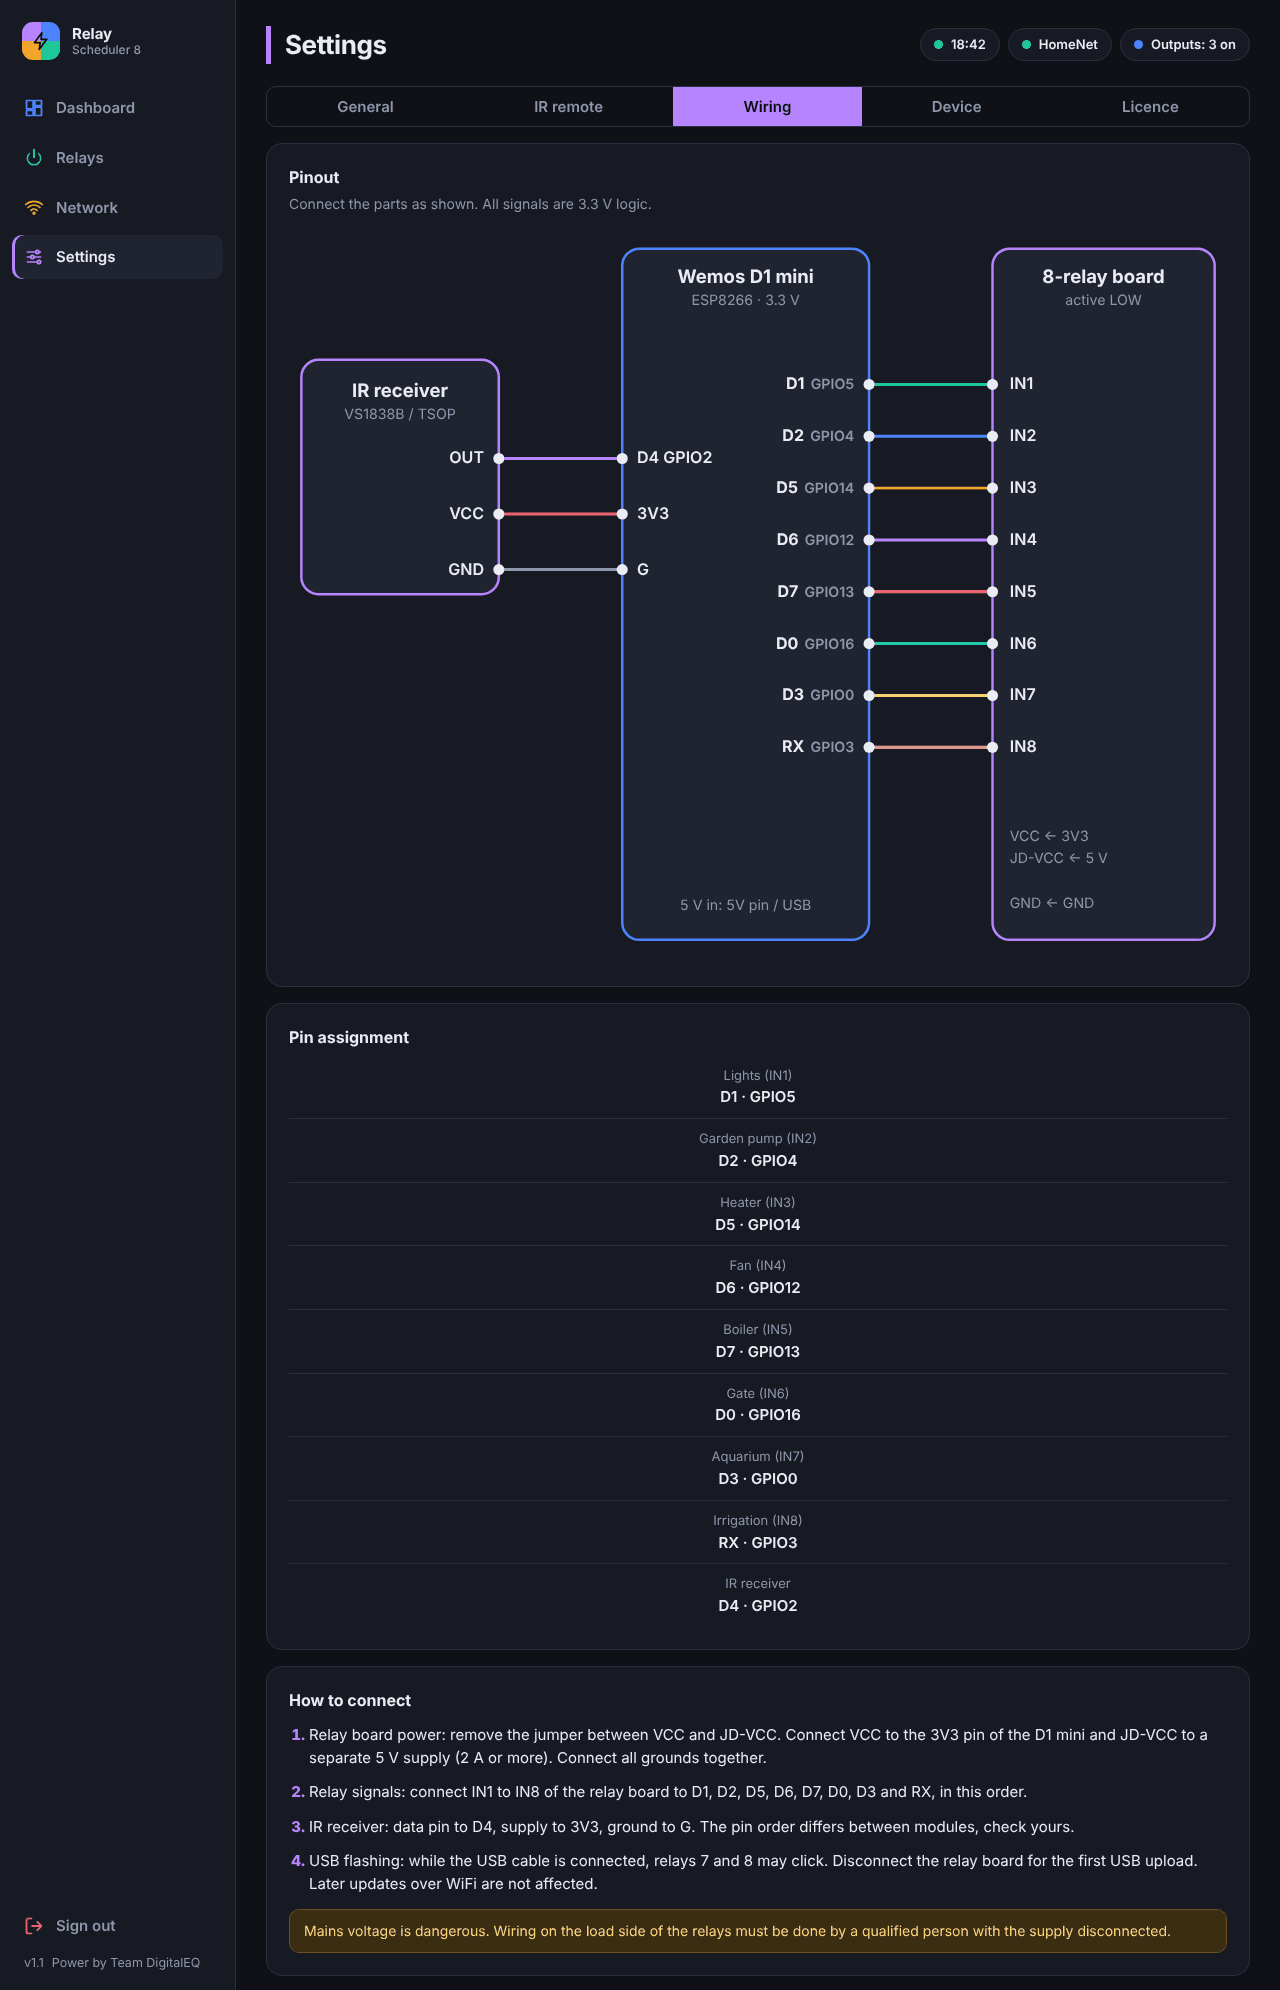 Relay
Scheduler 8
Dashboard
Relays
Network
Settings
Sign out
v1.1 Power by Team DigitalEQ
Settings
18:42
HomeNet
Outputs: 3 on
General
IR remote
Wiring
Device
Licence
Pinout
Connect the parts as shown. All signals are 3.3 V logic.
IR receiver
VS1838B / TSOP
OUT
VCC
GND
Wemos D1 mini
ESP8266 · 3.3 V
D4 GPIO2
3V3
G
D1 GPIO5
D2 GPIO4
D5 GPIO14
D6 GPIO12
D7 GPIO13
D0 GPIO16
D3 GPIO0
RX GPIO3
5 V in: 5V pin / USB
8-relay board
active LOW
IN1
IN2
IN3
IN4
IN5
IN6
IN7
IN8
VCC ← 3V3
JD-VCC ← 5 V
GND ← GND
Pin assignment
Lights (IN1)
D1 · GPIO5
Garden pump (IN2)
D2 · GPIO4
Heater (IN3)
D5 · GPIO14
Fan (IN4)
D6 · GPIO12
Boiler (IN5)
D7 · GPIO13
Gate (IN6)
D0 · GPIO16
Aquarium (IN7)
D3 · GPIO0
Irrigation (IN8)
RX · GPIO3
IR receiver
D4 · GPIO2
How to connect
1. Relay board power: remove the jumper between VCC and JD-VCC. Connect VCC to the 3V3 pin of the D1 mini and JD-VCC to a
separate 5 V supply (2 A or more). Connect all grounds together.
2. Relay signals: connect IN1 to IN8 of the relay board to D1, D2, D5, D6, D7, D0, D3 and RX, in this order.
3. IR receiver: data pin to D4, supply to 3V3, ground to G. The pin order differs between modules, check yours.
4. USB flashing: while the USB cable is connected, relays 7 and 8 may click. Disconnect the relay board for the first USB upload.
Later updates over WiFi are not affected.
Mains voltage is dangerous. Wiring on the load side of the relays must be done by a qualified person with the supply disconnected.